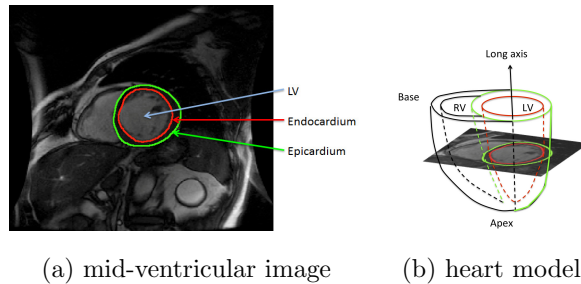 LV
Endocardium
Epicardium
Long axis
Base
RV
LV
Apex
(a) mid-ventricular image
(b) heart model